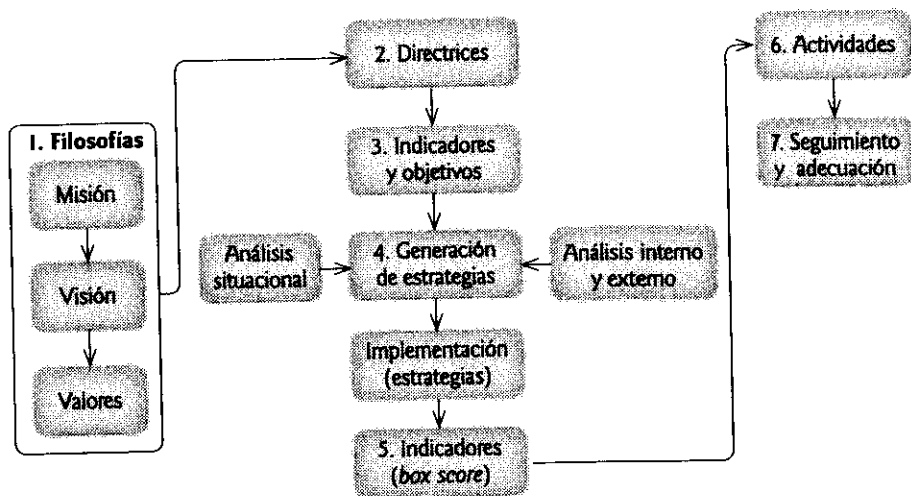 1. Filosofías
Misión
Visión
Valores
2. Directrices
3. Indicadores
y objetivos
Análisis
situacional
4. Generación
de estrategias
Análisis interno
y externo
Implementación
(estrategias)
5. Indicadores
(box score)
6. Actividades
7. Seguimiento
y adecuación